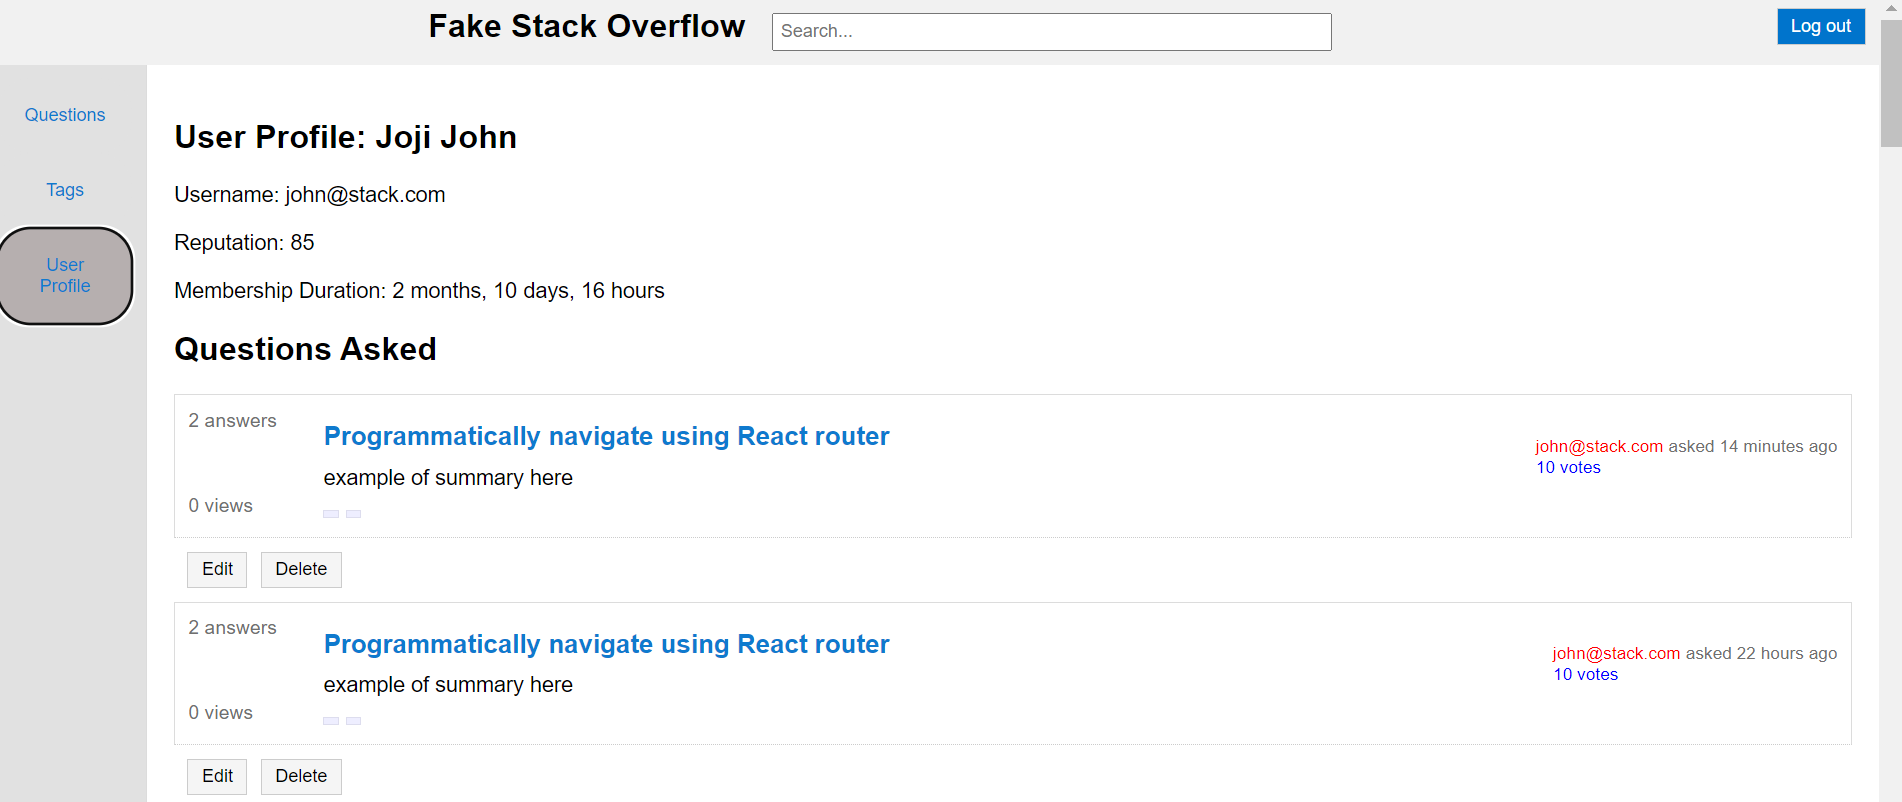 Fake Stack Overflow
Search...
Log out
Questions
Tags
User
Profile
User Profile: Joji John
Username: john@stack.com
Reputation: 85
Membership Duration: 2 months, 10 days, 16 hours
Questions Asked
2 answers
0 views
Programmatically navigate using React router
example of summary here
john@stack.com asked 14 minutes ago
10 votes
Edit
Delete
2 answers
0 views
Programmatically navigate using React router
example of summary here
john@stack.com asked 22 hours ago
10 votes
Edit
Delete